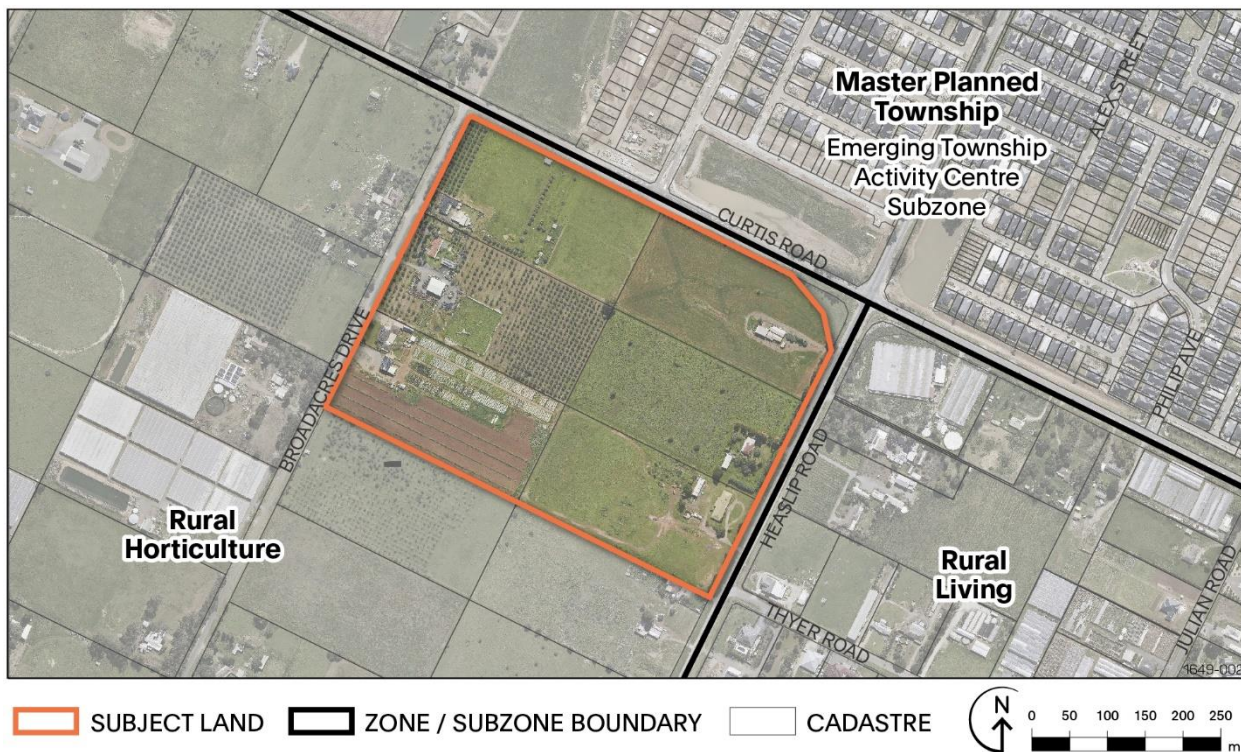 Master Planned
Township
Emerging Township
Activity Centre
Subzone
ALEX STREET
CURTIS ROAD
PHILIP AVE
BROADACRES DRIVE
HEASLIP ROAD
Rural
Horticulture
Rural
Living
THYER ROAD
JULIAN ROAD
1649-002
SUBJECT LAND
ZONE / SUBZONE BOUNDARY
CADASTRE
N
0 50 100 150 200 250
m